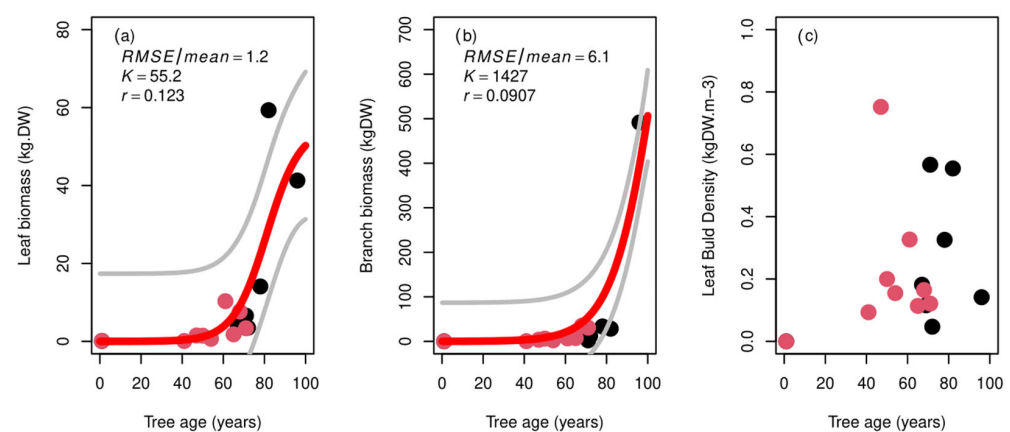 (a)
RMSE/mean = 1.2
K = 55.2
r = 0.123
Leaf biomass (kg.DW)
0 20 40 60 80
0 20 40 60 80 100
Tree age (years)
(b)
RMSE/mean = 6.1
K = 1427
r = 0.0907
Branch biomass (kgDW)
0 100 200 300 400 500 600 700
0 20 40 60 80 100
Tree age (years)
(c)
Leaf Buld Density (kgDW.m−3)
0.0 0.2 0.4 0.6 0.8 1.0
0 20 40 60 80 100
Tree age (years)